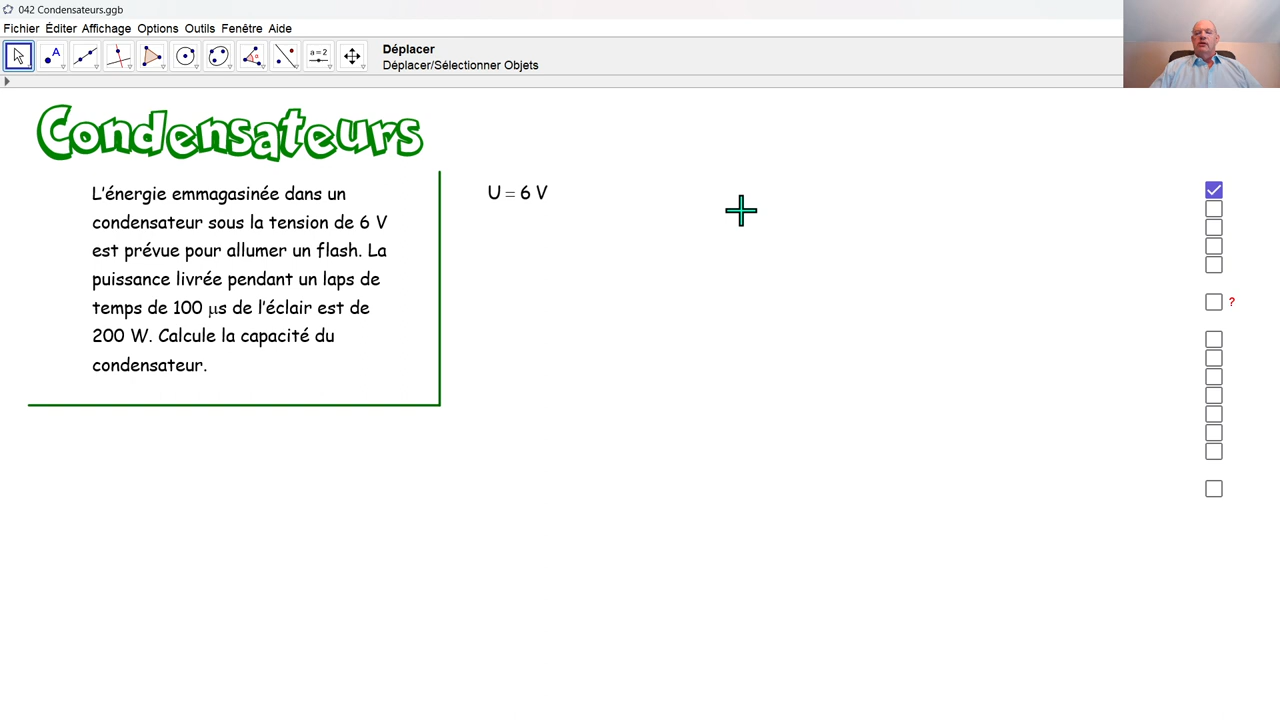 042 Condensateurs.ggb
Fichier Éditer Affichage Options Outils Fenêtre Aide
A
a=2
Déplacer
Déplacer/Sélectionner Objets
Condensateurs
L'énergie emmagasinée dans un
condensateur sous la tension de 6 V
est prévue pour allumer un flash. La
puissance livrée pendant un laps de
temps de 100 μs de l'éclair est de
200 W. Calcule la capacité du
condensateur.
U = 6 V
?